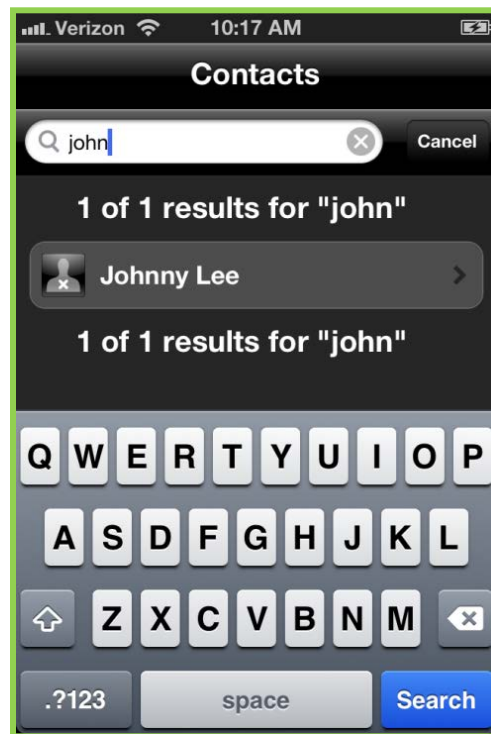 Verizon 10:17 AM
Contacts
john Cancel
1 of 1 results for "john"
Johnny Lee
1 of 1 results for "john"
Q W E R T Y U I O P
A S D F G H J K L
Z X C V B N M
.?123 space Search